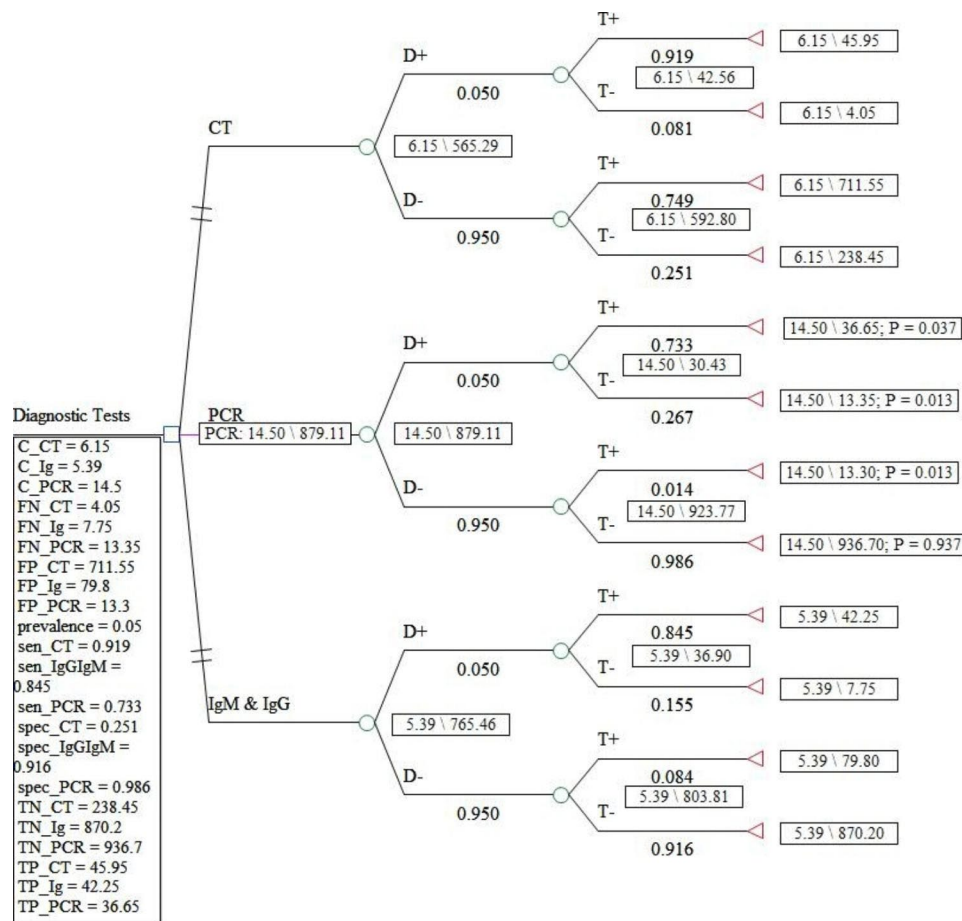 T+
6.15 \ 45.95
D+
0.919
6.15 \ 42.56
0.050
T-
6.15 \ 4.05
0.081
CT
6.15 \ 565.29
T+
6.15 \ 711.55
D-
0.749
6.15 \ 592.80
0.950
T-
6.15 \ 238.45
0.251
T+
14.50 \ 36.65; P = 0.037
D+
0.733
14.50 \ 30.43
0.050
T-
14.50 \ 13.35; P = 0.013
0.267
PCR
PCR: 14.50 \ 879.11
14.50 \ 879.11
T+
14.50 \ 13.30; P = 0.013
D-
0.014
14.50 \ 923.77
0.950
T-
14.50 \ 936.70; P = 0.937
0.986
T+
5.39 \ 42.25
D+
0.845
5.39 \ 36.90
0.050
T-
5.39 \ 7.75
0.155
IgM & IgG
5.39 \ 765.46
T+
5.39 \ 79.80
D-
0.084
5.39 \ 803.81
0.950
T-
5.39 \ 870.20
0.916
Diagnostic Tests
C_CT = 6.15
C_Ig = 5.39
C_PCR = 14.5
FN_CT = 4.05
FN_Ig = 7.75
FN_PCR = 13.35
FP_CT = 711.55
FP_Ig = 79.8
FP_PCR = 13.3
prevalence = 0.05
sen_CT = 0.919
sen_IgGIgM =
0.845
sen_PCR = 0.733
spec_CT = 0.251
spec_IgGIgM =
0.916
spec_PCR = 0.986
TN_CT = 238.45
TN_Ig = 870.2
TN_PCR = 936.7
TP_CT = 45.95
TP_Ig = 42.25
TP_PCR = 36.65